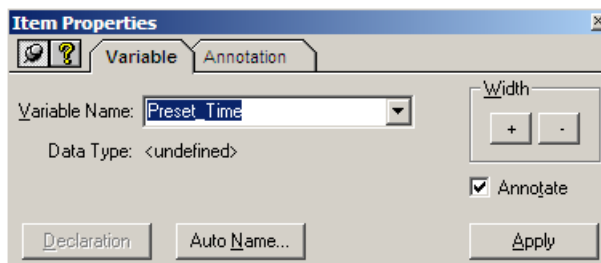 Item Properties
Variable Annotation
Variable Name: Preset_Time
Data Type: <undefined>
Width
+ -
Annotate
Declaration Auto Name... Apply